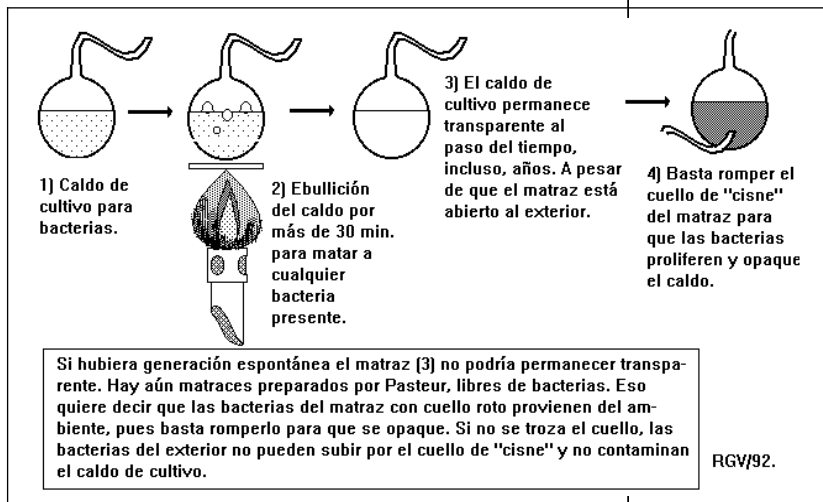 1) Caldo de
cultivo para
bacterias.
2) Ebullición
del caldo por
más de 30 min.
para matar a
cualquier
bacteria
presente.
3) El caldo de
cultivo permanece
transparente al
paso del tiempo,
incluso, años. A pesar
de que el matraz está
abierto al exterior.
4) Basta romper el
cuello de "cisne"
del matraz para
que las bacterias
proliferen y opaque
el caldo.
Si hubiera generación espontánea el matraz (3) no podría permanecer transpa-
rente. Hay aún matraces preparados por Pasteur, libres de bacterias. Eso
quiere decir que las bacterias del matraz con cuello roto provienen del am-
biente, pues basta romperlo para que se opaque. Si no se troza el cuello, las
bacterias del exterior no pueden subir por el cuello de "cisne" y no contaminan
el caldo de cultivo.
RGV/92.